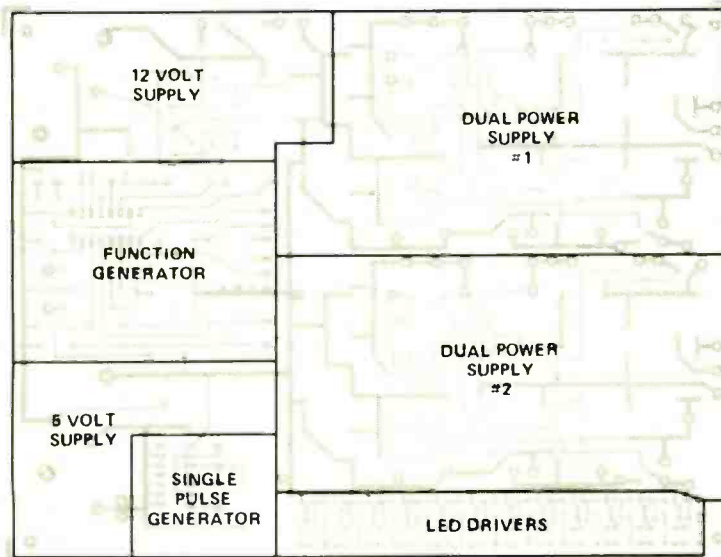 12 VOLT
SUPPLY
DUAL POWER
SUPPLY
#1
FUNCTION
GENERATOR
DUAL POWER
SUPPLY
#2
5 VOLT
SUPPLY
SINGLE
PULSE
GENERATOR
LED DRIVERS